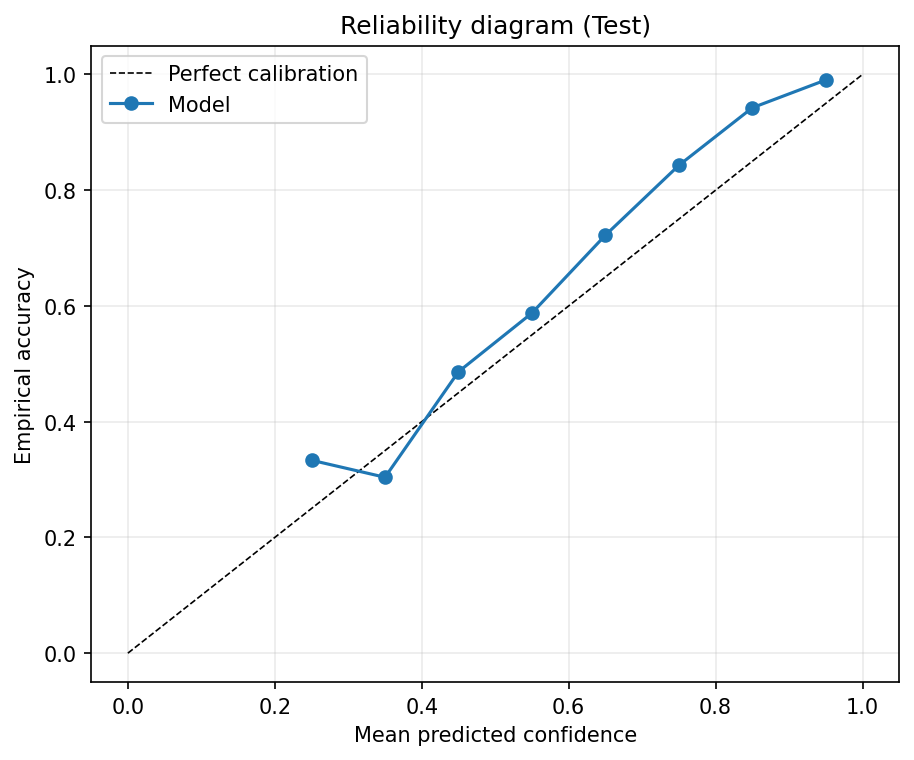 Reliability diagram (Test)
Perfect calibration
Model
1.0
0.8
0.6
0.4
0.2
0.0
Empirical accuracy
0.0 0.2 0.4 0.6 0.8 1.0
Mean predicted confidence